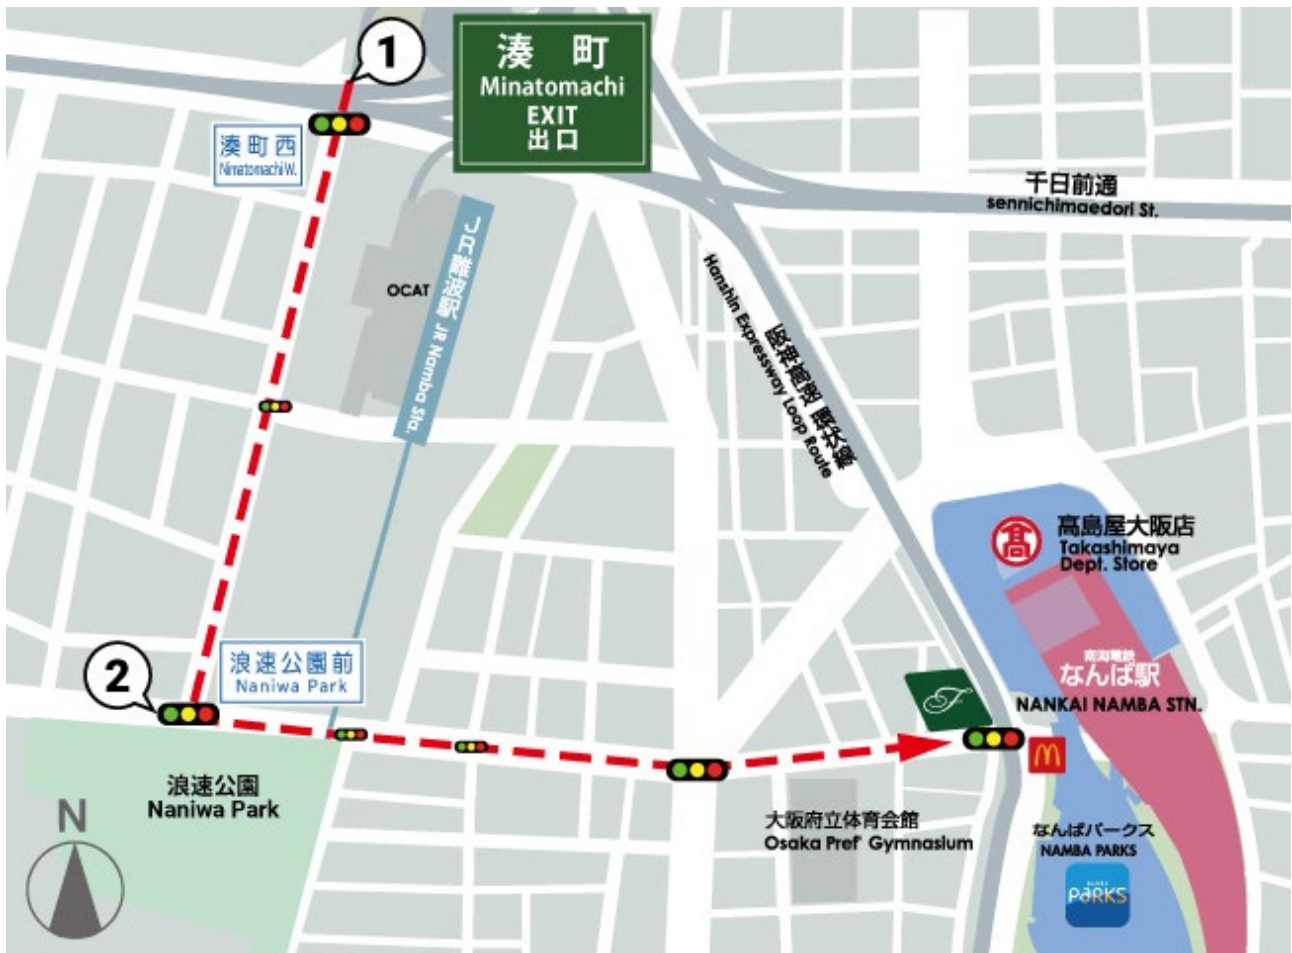 1
湊 町
Minatomachi
EXIT
出口
湊町西
Nimatomachi W.
千日前通
sennichimaedori St.
JR難波駅 JR Namba Sta.
OCAT
阪神高速 環状線
Hanshin Expressway Loop Route
髙
髙島屋大阪店
Takashimaya
Dept. Store
2
浪速公園前
Naniwa Park
南海電鉄
なんば駅
NANKAI NAMBA STN.
浪速公園
Naniwa Park
N
大阪府立体育会館
Osaka Pref' Gymnasium
なんばパークス
NAMBA PARKS
PARKS